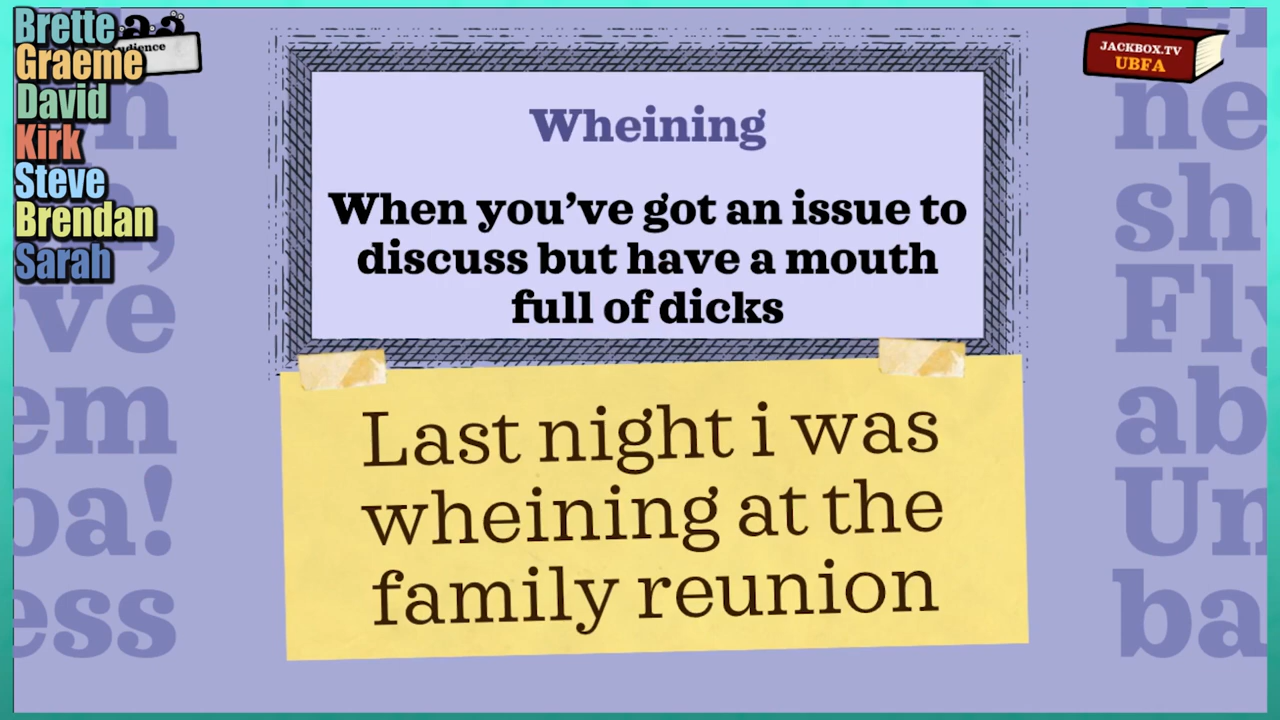 Brette
Graeme
David
Kirk
Steve
Brendan
Sarah
JACKBOX.TV
UBFA
Wheining
When you've got an issue to
discuss but have a mouth
full of dicks
Last night i was
wheining at the
family reunion